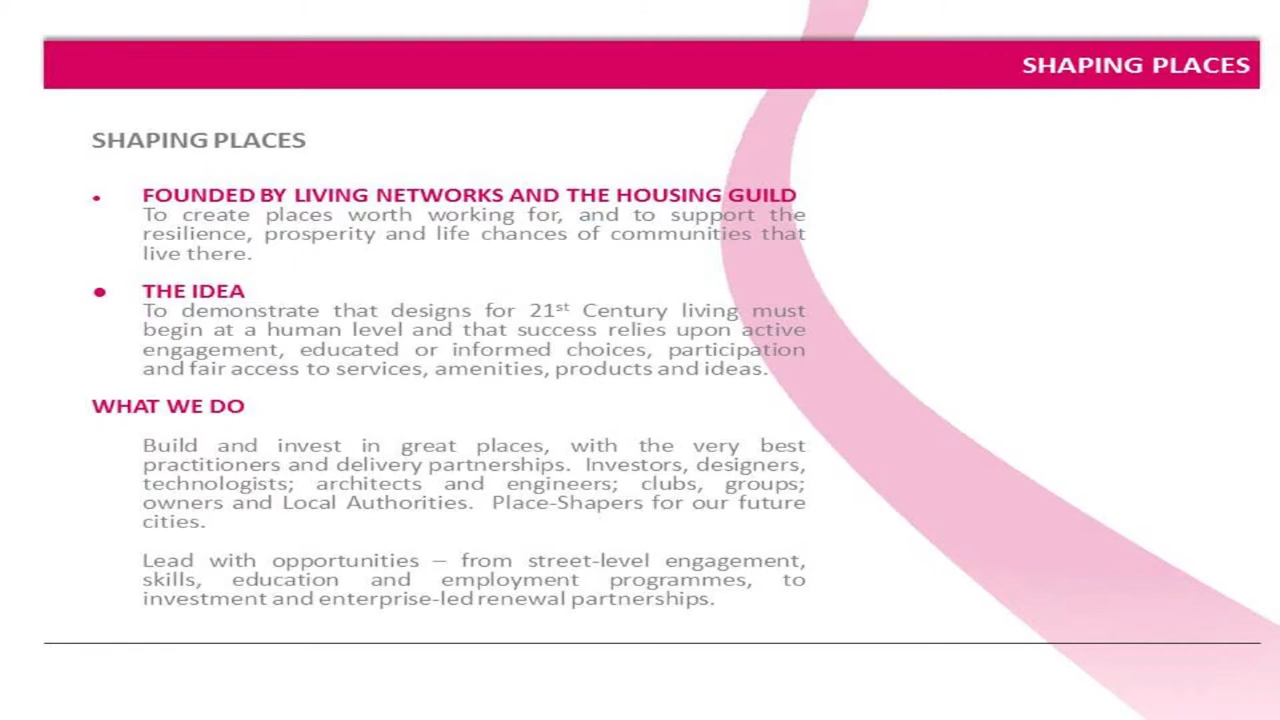 SHAPING PLACES
SHAPING PLACES
• FOUNDED BY LIVING NETWORKS AND THE HOUSING GUILD
To create places worth working for, and to support the
resilience, prosperity and life chances of communities that
live there.
• THE IDEA
To demonstrate that designs for 21st Century living must
begin at a human level and that success relies upon active
engagement, educated or informed choices, participation
and fair access to services, amenities, products and ideas.
WHAT WE DO
Build and invest in great places, with the very best
practitioners and delivery partnerships. Investors, designers,
technologists; architects and engineers; clubs, groups;
owners and Local Authorities. Place-Shapers for our future
cities.
Lead with opportunities – from street-level engagement,
skills, education and employment programmes, to
investment and enterprise-led renewal partnerships.